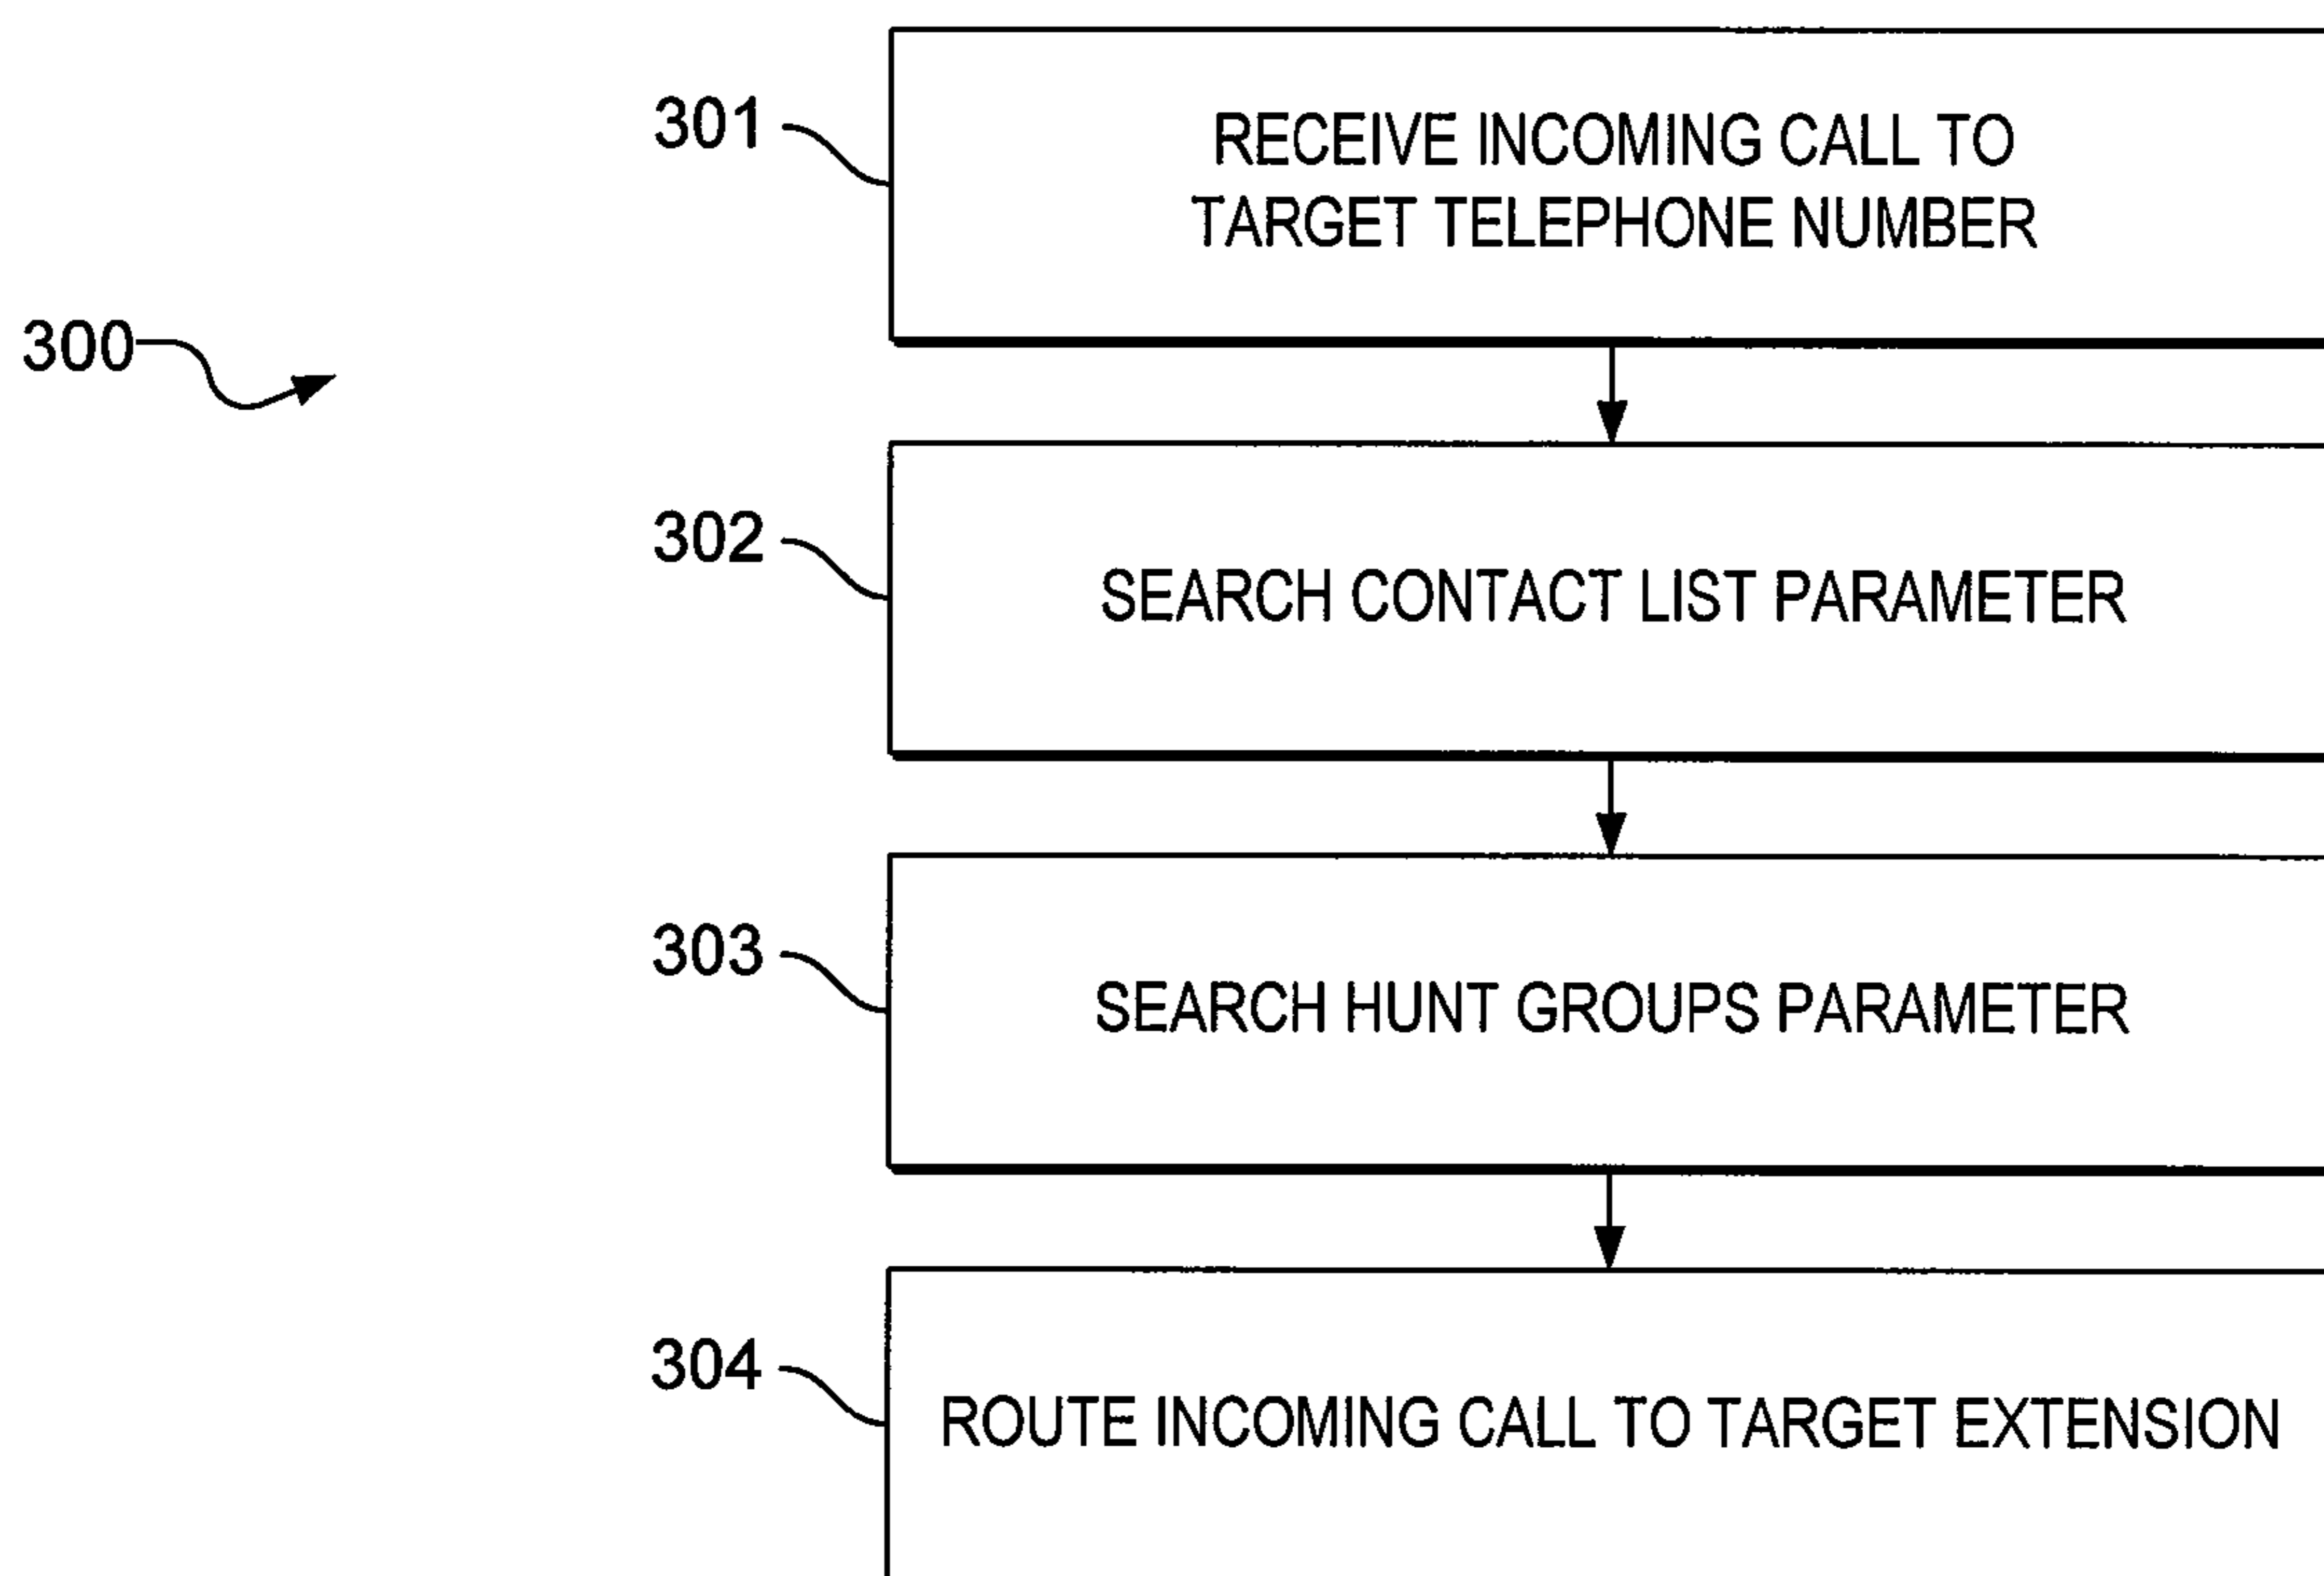 301
RECEIVE INCOMING CALL TO
TARGET TELEPHONE NUMBER
300
302
SEARCH CONTACT LIST PARAMETER
303
SEARCH HUNT GROUPS PARAMETER
304
ROUTE INCOMING CALL TO TARGET EXTENSION